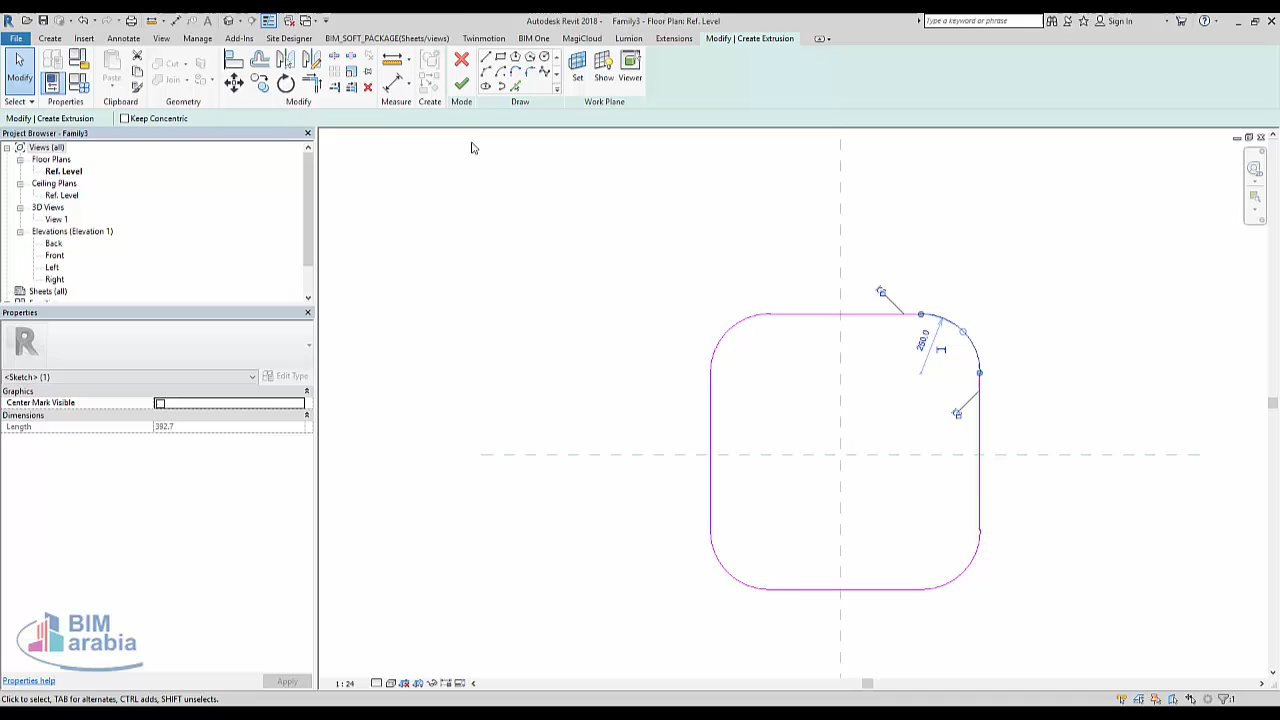 Autodesk Revit 2018 - Family3 - Floor Plan: Ref. Level
Type a keyword or phrase
Sign In
File Create Insert Annotate View Manage Add-Ins Site Designer BIM_SOFT_PACKAGE(Sheets/views) Twinmotion BIM One MagiCloud Lumion Extensions Modify | Create Extrusion
Modify
Paste
Cut
Join
Set Show Viewer
Select Properties Clipboard Geometry Modify Measure Create Mode Draw Work Plane
Modify | Create Extrusion Keep Concentric
Project Browser - Family3
Views (all)
Floor Plans
Ref. Level
Ceiling Plans
Ref. Level
3D Views
View 1
Elevations (Elevation 1)
Back
Front
Left
Right
Sheets (all)
Properties
R
<Sketch> (1)
Edit Type
Graphics
Center Mark Visible
Dimensions
Length 392.7
250.0
BIM
arabia
Properties help
Apply
1 : 24
Click to select, TAB for alternates, CTRL adds, SHIFT unselects.
:1